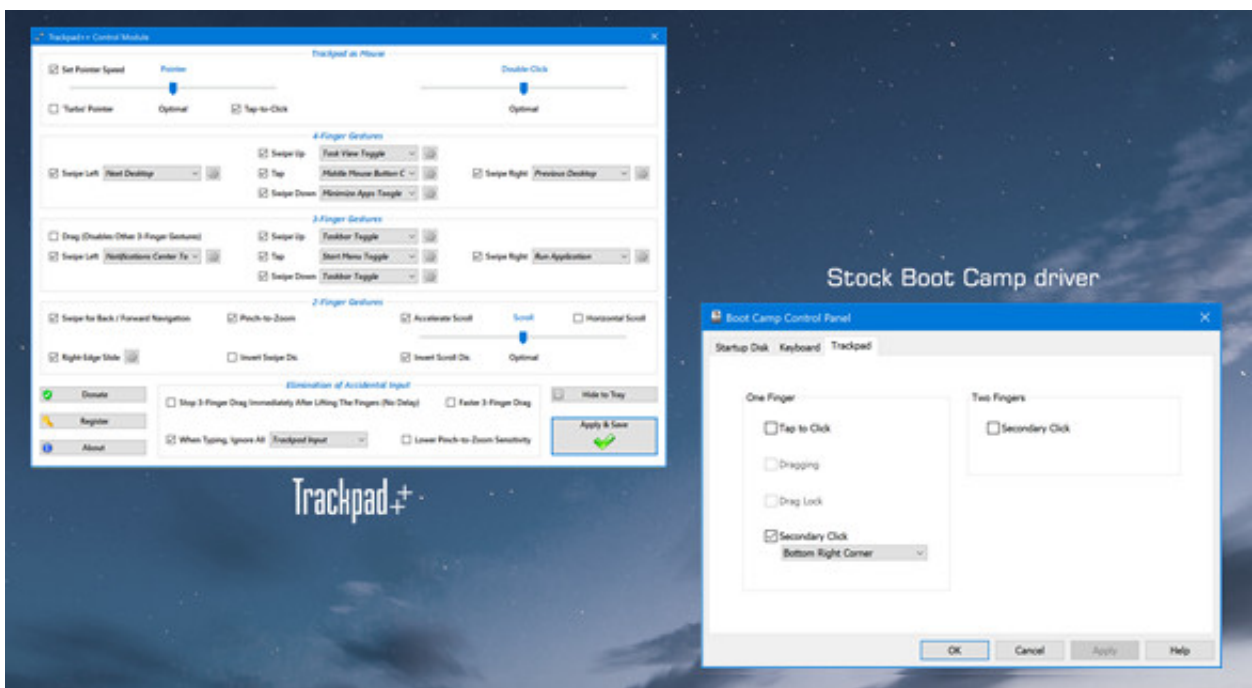 Trackpad++ Control Module
Trackpad as Mouse
Set Pointer Speed Pointer Double Click
'Turbo' Pointer Optimal Tap-to-Click Optimal
4-Finger Gestures
Swipe Up Task View Toggle
Swipe Left Next Desktop Tap Middle Mouse Button C Swipe Right Previous Desktop
Swipe Down Minimize Apps Toogle
3-Finger Gestures
Drag (Disables Other 3-Finger Gestures) Swipe Up Taskbar Toggle
Swipe Left Notifications Center To Tap Start Menu Toggle Swipe Right Run Application
Swipe Down Taskbar Toggle
2-Finger Gestures
Swipe for Back / Forward Navigation Pinch-to-Zoom Accelerate Scroll Scroll Horizontal Scroll
Right-Edge Slide Invert Swipe Dir. Invert Scroll Dir. Optimal
Elimination of Accidental Input
Donate Stop 3-Finger Drag Immediately After Lifting The Fingers (No Delay) Faster 3-Finger Drag Hide to Tray
Register When Typing, Ignore All Trackpad Input Lower Pinch-to-Zoom Sensitivity Apply & Save
About
Trackpad++
Stock Boot Camp driver
Boot Camp Control Panel
Startup Disk Keyboard Trackpad
One Finger Two Fingers
Tap to Click Secondary Click
Dragging
Drag Lock
Secondary Click
Bottom Right Corner
OK Cancel Apply Help